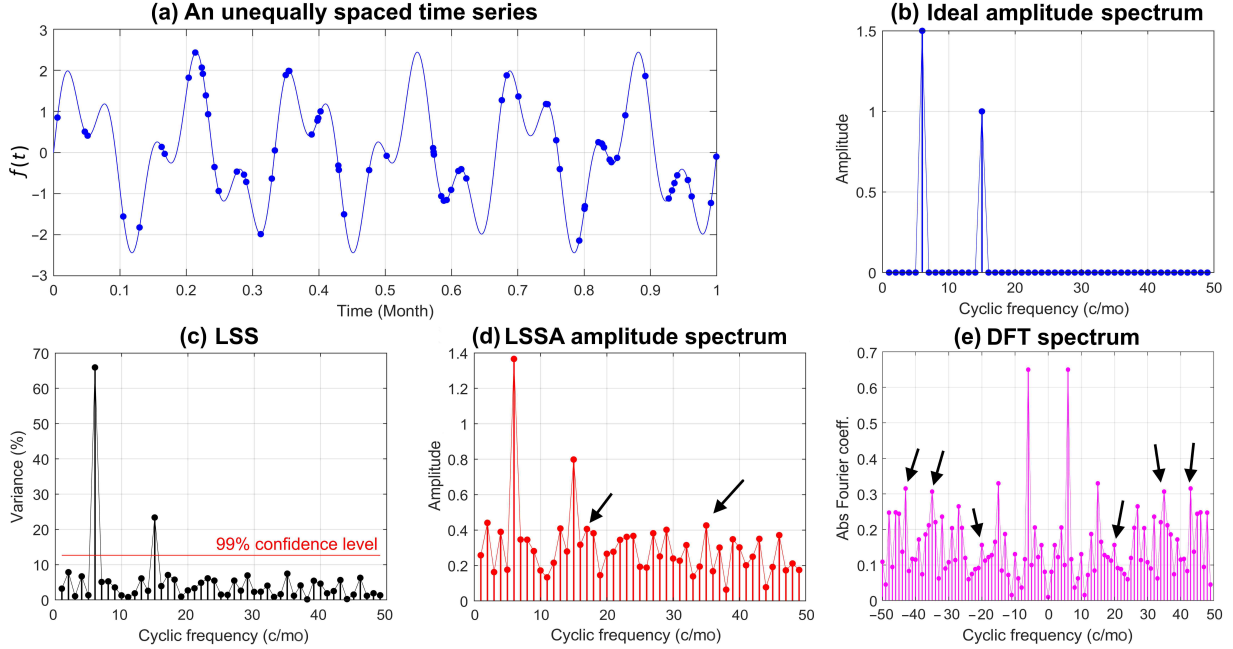 (a) An unequally spaced time series
3
2
1
0
−1
−2
−3
f(t)
0 0.1 0.2 0.3 0.4 0.5 0.6 0.7 0.8 0.9 1
Time (Month)
(b) Ideal amplitude spectrum
1.5
1
0.5
0
Amplitude
0 10 20 30 40 50
Cyclic frequency (c/mo)
(c) LSS
70
60
50
40
30
20
10
0
Variance (%)
99% confidence level
0 10 20 30 40 50
Cyclic frequency (c/mo)
(d) LSSA amplitude spectrum
1.4
1.2
1
0.8
0.6
0.4
0.2
0
Amplitude
0 10 20 30 40 50
Cyclic frequency (c/mo)
(e) DFT spectrum
0.7
0.6
0.5
0.4
0.3
0.2
0.1
0
Abs Fourier coeff.
−50 −40 −30 −20 −10 0 10 20 30 40 50
Cyclic frequency (c/mo)